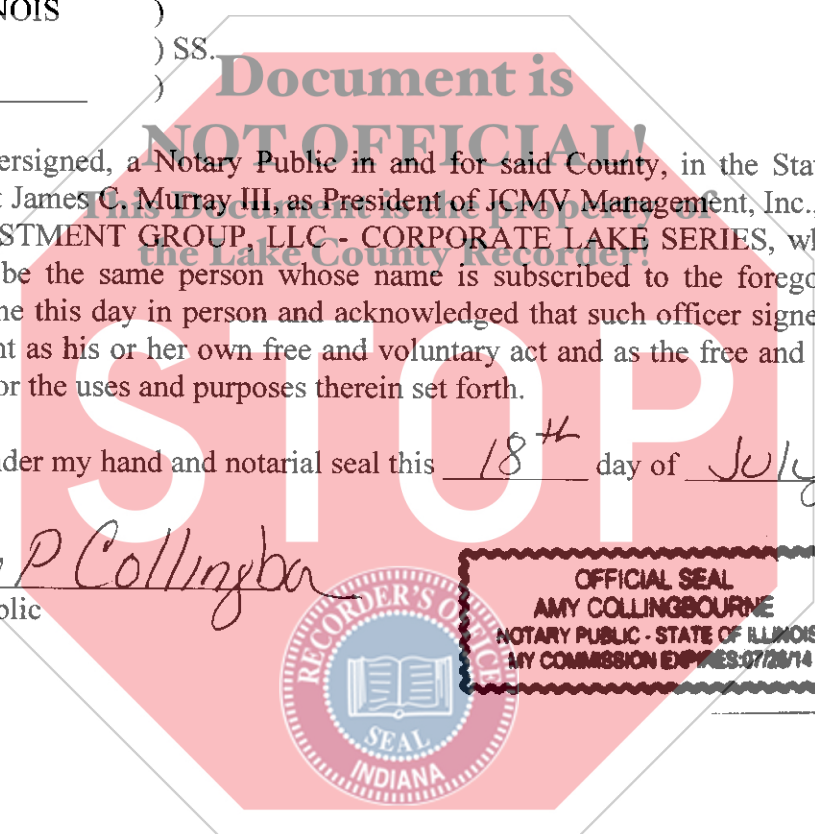 NOIS )
) SS.
)
Document is
NOT OFFICIAL!
This Document is the property of
the Lake County Recorder!
ersigned, a Notary Public in and for said County, in the Stat
t James C. Murray III, as President of JCMV Management, Inc.,
STMENT GROUP, LLC - CORPORATE LAKE SERIES, wh
be the same person whose name is subscribed to the forego
ne this day in person and acknowledged that such officer signe
nt as his or her own free and voluntary act and as the free and
or the uses and purposes therein set forth.
STOP
nder my hand and notarial seal this 18th day of July
P Collingbou
blic
OFFICIAL SEAL
AMY COLLINGBOURNE
NOTARY PUBLIC - STATE OF ILLINOIS
MY COMMISSION EXPIRES:07/26/14
RECORDER'S OFFICE
SEAL
INDIANA